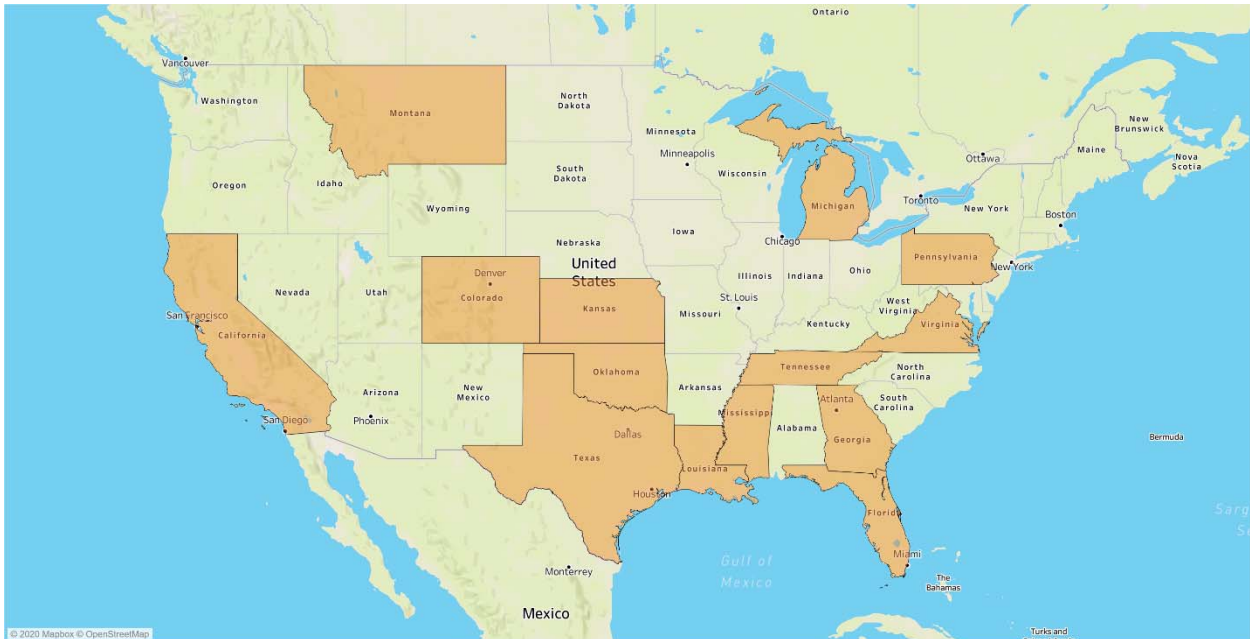 Ontario
Vancouver
Washington
Montana
North
Dakota
Minnesota
Minneapolis
Ottawa
Maine
New
Brunswick
Nova
Scotia
Oregon
Idaho
South
Dakota
Wisconsin
Michigan
Toronto
New York
Boston
Wyoming
Iowa
Chicago
Nebraska
United
States
Pennsylvania
New York
Nevada
Utah
Denver
Colorado
Kansas
Illinois
Indiana
Ohio
St. Louis
Missouri
West
Virginia
Virginia
Kentucky
San Francisco
California
Tennessee
North
Carolina
Oklahoma
Arkansas
Arizona
New
Mexico
South
Carolina
Atlanta
Phoenix
San Diego
Mississippi
Alabama
Georgia
Dallas
Texas
Louisiana
Bermuda
Houston
Florida
Miami
Gulf of
Mexico
Monterrey
The
Bahamas
Mexico
© 2020 Mapbox © OpenStreetMap
Turks and